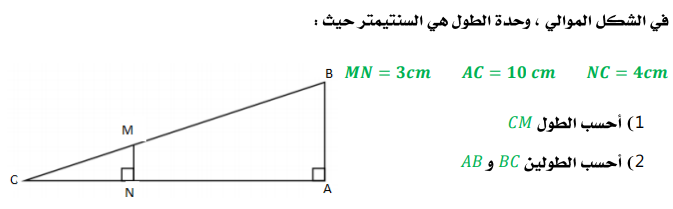 في الشكل الموالي ، وحدة الطول هي السنتيمتر حيث :
MN = 3cm AC = 10 cm NC = 4cm
1) أحسب الطول CM
2) أحسب الطولين BC و AB
B
M
C
N
A